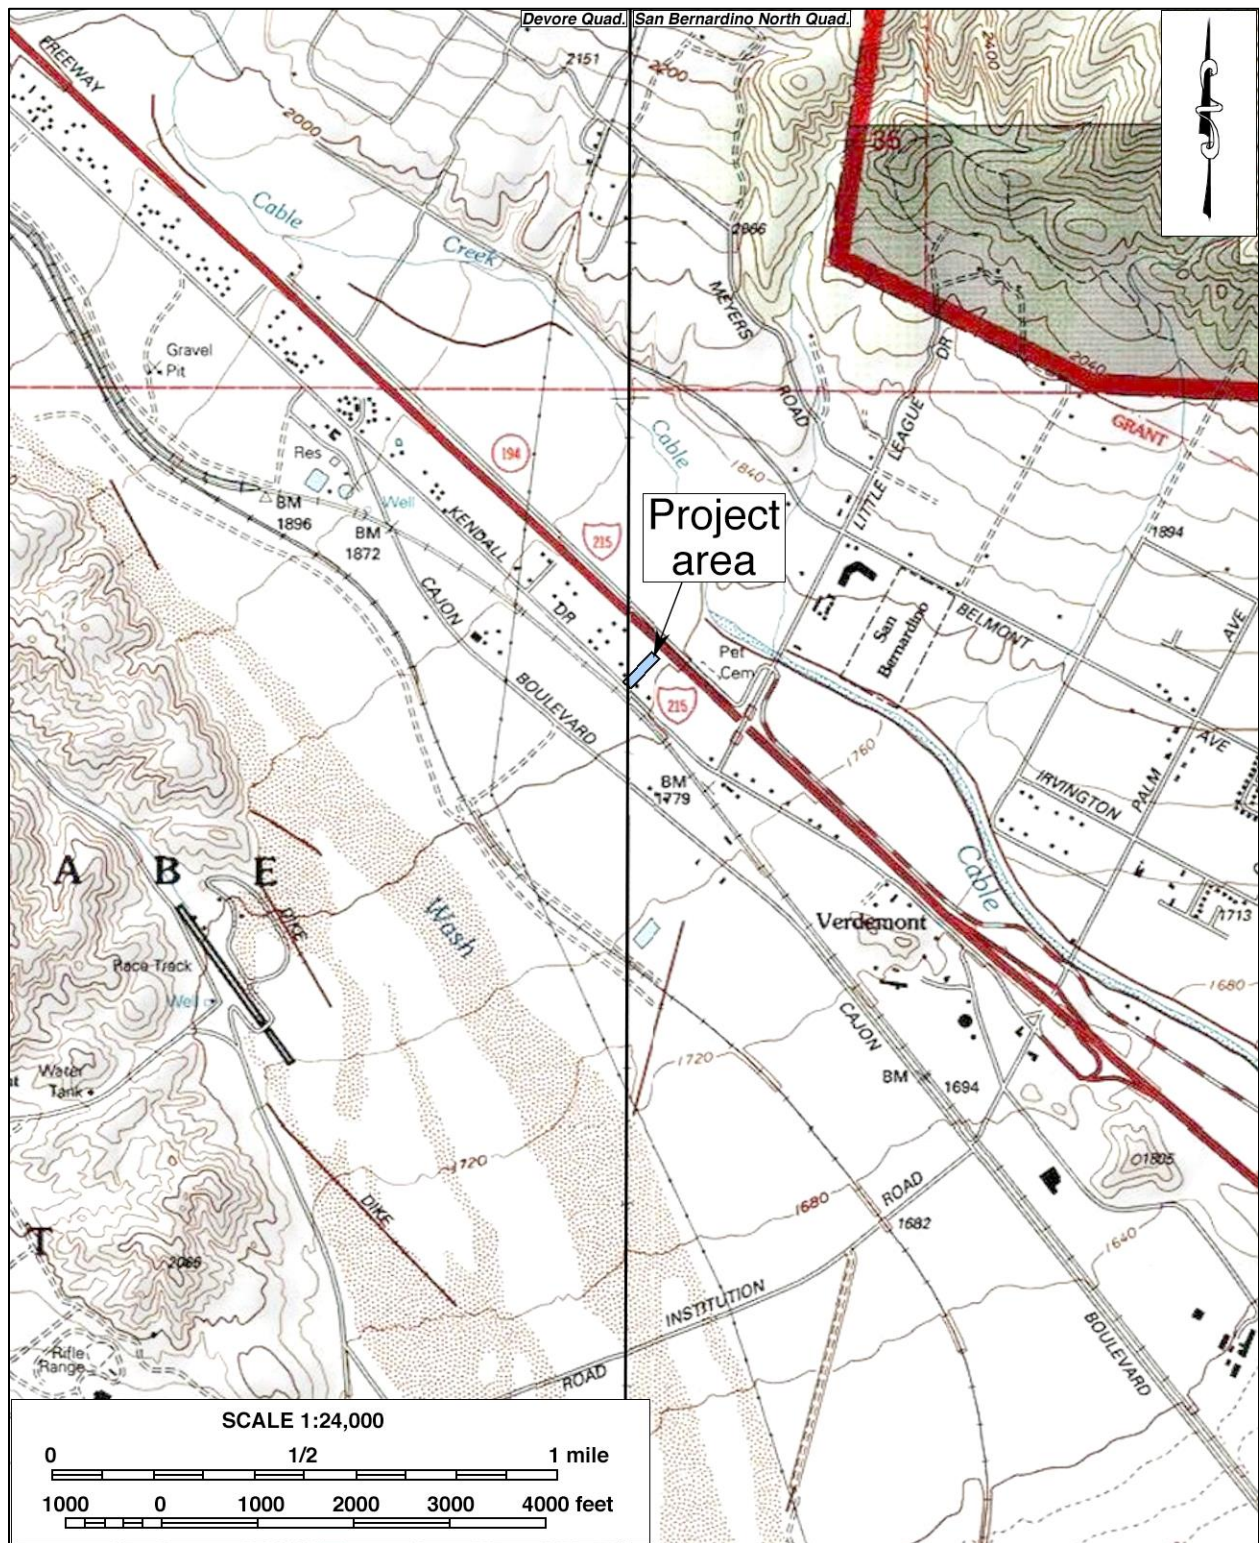 Devore Quad. San Bernardino North Quad.
FREEWAY
2151
2200
2400
2000
35
Cable
Creek
2066
MEYERS
ROAD
Gravel
Pit
DR
2060
GRANT
LEAGUE
LITTLE
194
Cable
1840
Res
BM
1896
Well
BM
1872
KENDALL
DR
215
Project
area
1894
CAJON
BOULEVARD
San
Bernardino
BELMONT
AVE
AVE
Pet
Cem
215
1760
BM
1779
IRVINGTON
PALM
A B E
DIKE
Wash
Cable
Verdemont
1713
Race Track
Well
1680
CAJON
1720
BM 1694
Water
Tank
1720
DIKE
ROAD
1680
1682
1805
1640
T
2086
INSTITUTION
ROAD
BOULEVARD
Rifle
Range
SCALE 1:24,000
0 1/2 1 mile
1000 0 1000 2000 3000 4000 feet